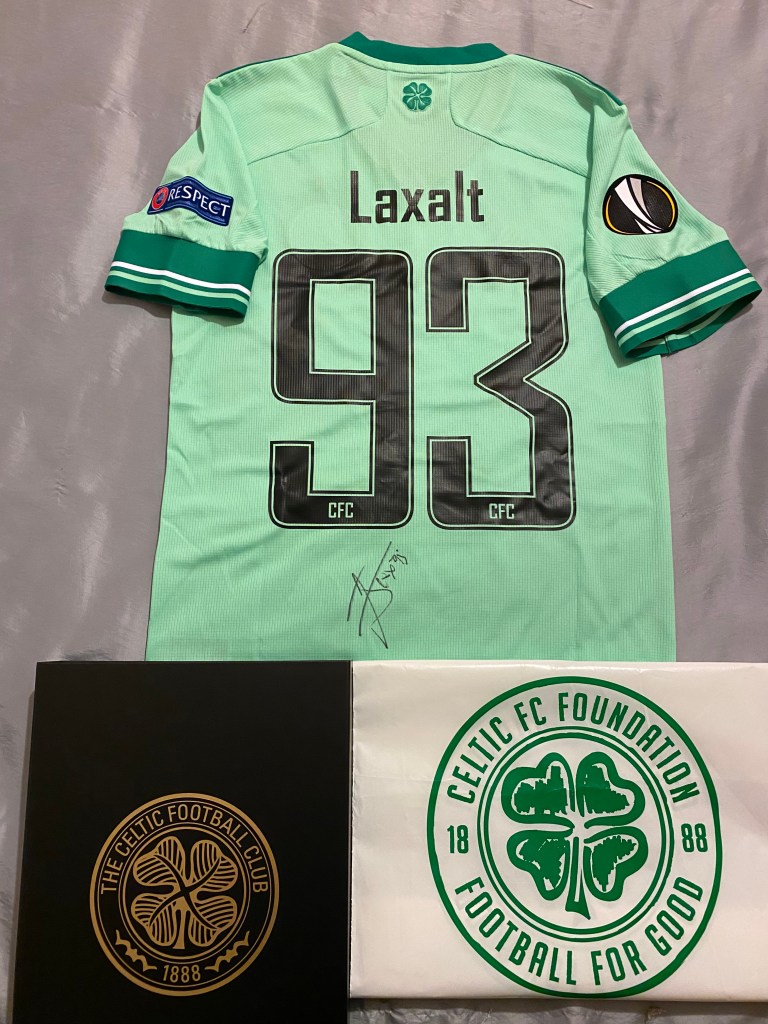 RESPECT
Laxalt
93
CFC CFC
THE CELTIC FOOTBALL CLUB
1888
CELTIC FC FOUNDATION
18 88
FOOTBALL FOR GOOD